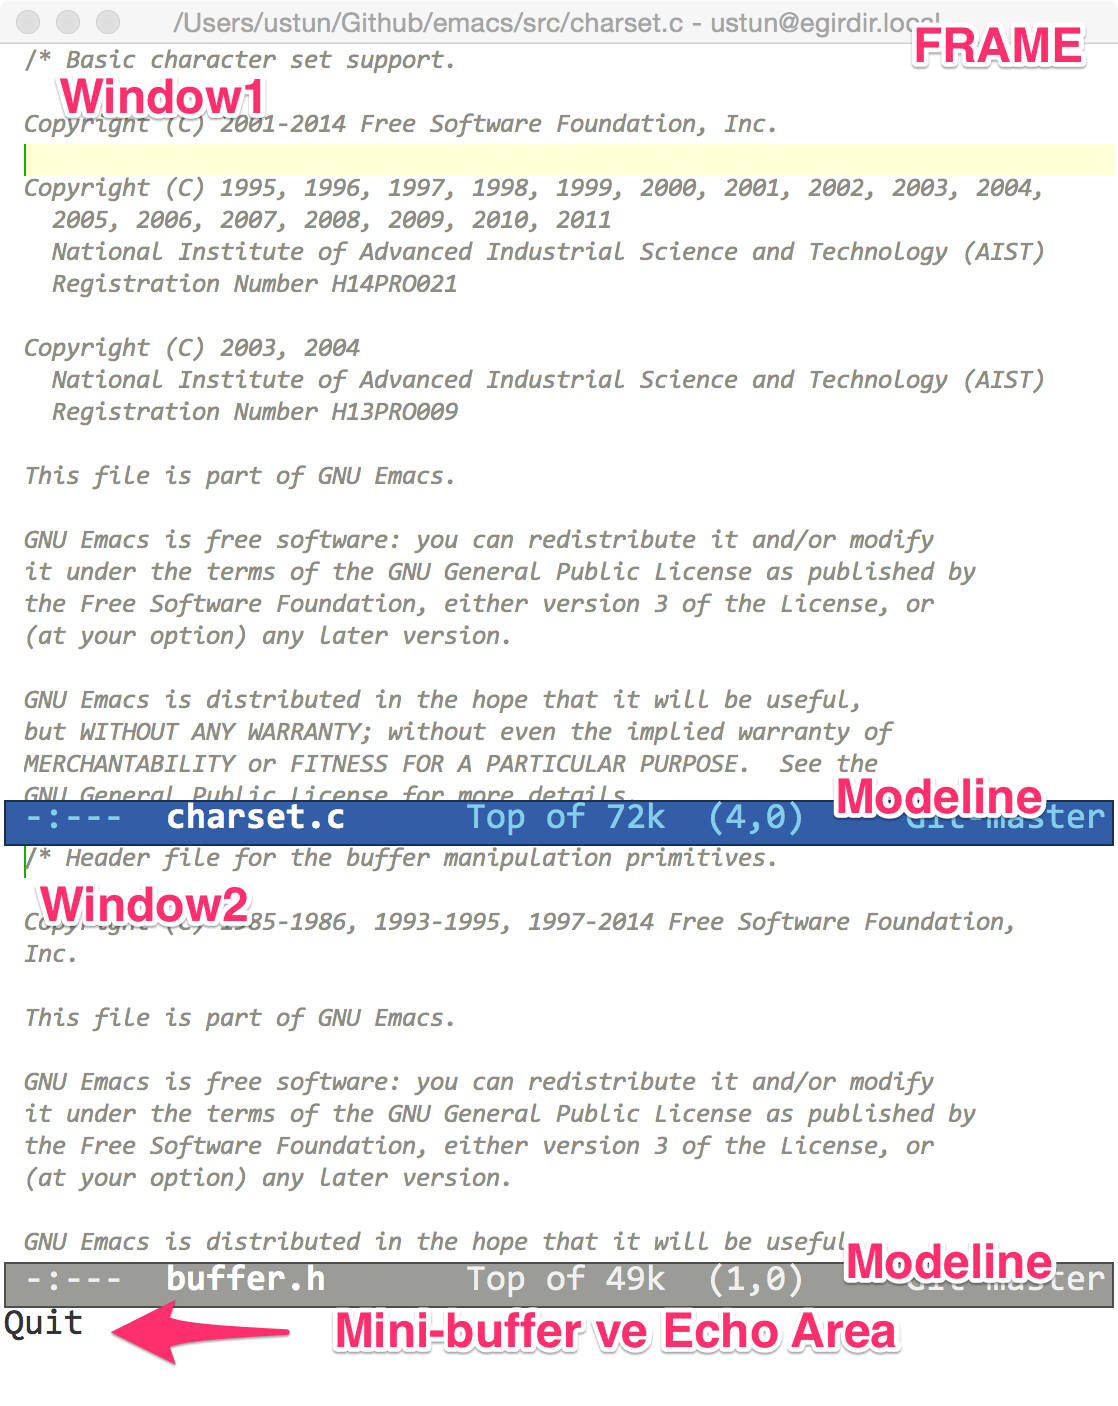 /Users/ustun/Github/emacs/src/charset.c - ustun@egirdir.local
FRAME
/* Basic character set support.
Window1
Copyright (C) 2001-2014 Free Software Foundation, Inc.
Copyright (C) 1995, 1996, 1997, 1998, 1999, 2000, 2001, 2002, 2003, 2004,
2005, 2006, 2007, 2008, 2009, 2010, 2011
National Institute of Advanced Industrial Science and Technology (AIST)
Registration Number H14PRO021
Copyright (C) 2003, 2004
National Institute of Advanced Industrial Science and Technology (AIST)
Registration Number H13PRO009
This file is part of GNU Emacs.
GNU Emacs is free software: you can redistribute it and/or modify
it under the terms of the GNU General Public License as published by
the Free Software Foundation, either version 3 of the License, or
(at your option) any later version.
GNU Emacs is distributed in the hope that it will be useful,
but WITHOUT ANY WARRANTY; without even the implied warranty of
MERCHANTABILITY or FITNESS FOR A PARTICULAR PURPOSE.  See the
GNU General Public License for more details.
Modeline
-:---  charset.c  Top of 72k  (4,0)  Git-master
/* Header file for the buffer manipulation primitives.
Window2
Copyright (C) 1985-1986, 1993-1995, 1997-2014 Free Software Foundation,
Inc.
This file is part of GNU Emacs.
GNU Emacs is free software: you can redistribute it and/or modify
it under the terms of the GNU General Public License as published by
the Free Software Foundation, either version 3 of the License, or
(at your option) any later version.
GNU Emacs is distributed in the hope that it will be useful,
Modeline
-:---  buffer.h  Top of 49k  (1,0)  Git-master
Quit
Mini-buffer ve Echo Area